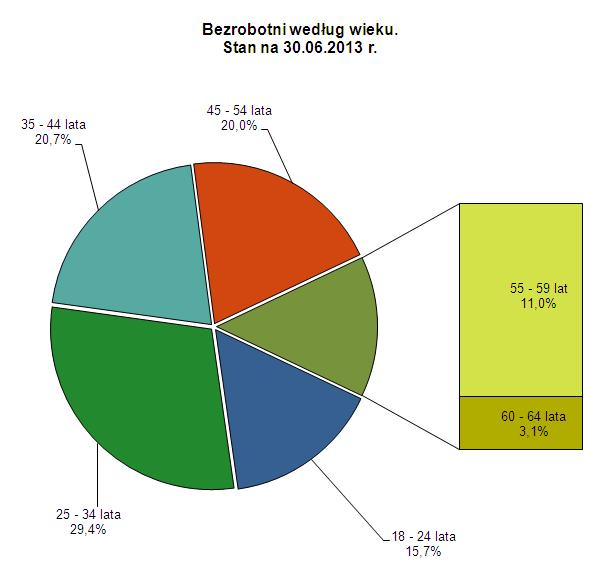 Bezrobotni według wieku.
Stan na 30.06.2013 r.
45 - 54 lata
20,0%
35 - 44 lata
20,7%
55 - 59 lat
11,0%
60 - 64 lata
3,1%
25 - 34 lata
29,4%
18 - 24 lata
15,7%